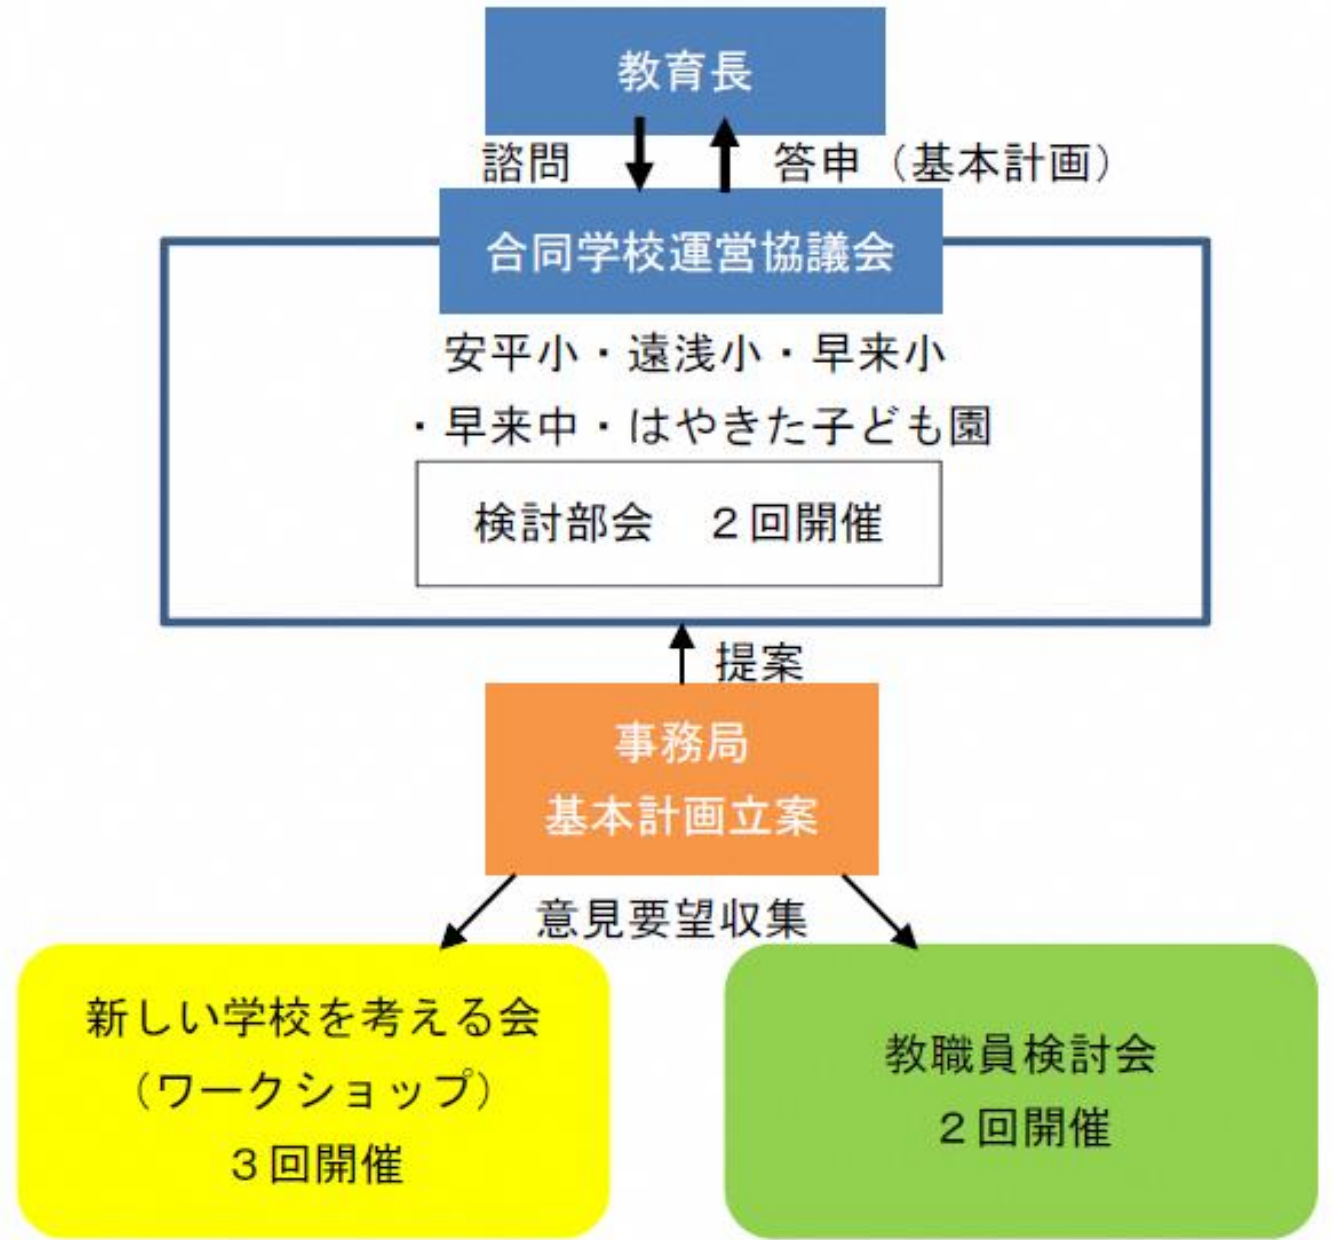 教育長
諮問
答申（基本計画）
合同学校運営協議会
安平小・遠浅小・早来小
・早来中・はやきた子ども園
検討部会　２回開催
提案
事務局
基本計画立案
意見要望収集
新しい学校を考える会
（ワークショップ）
３回開催
教職員検討会
２回開催